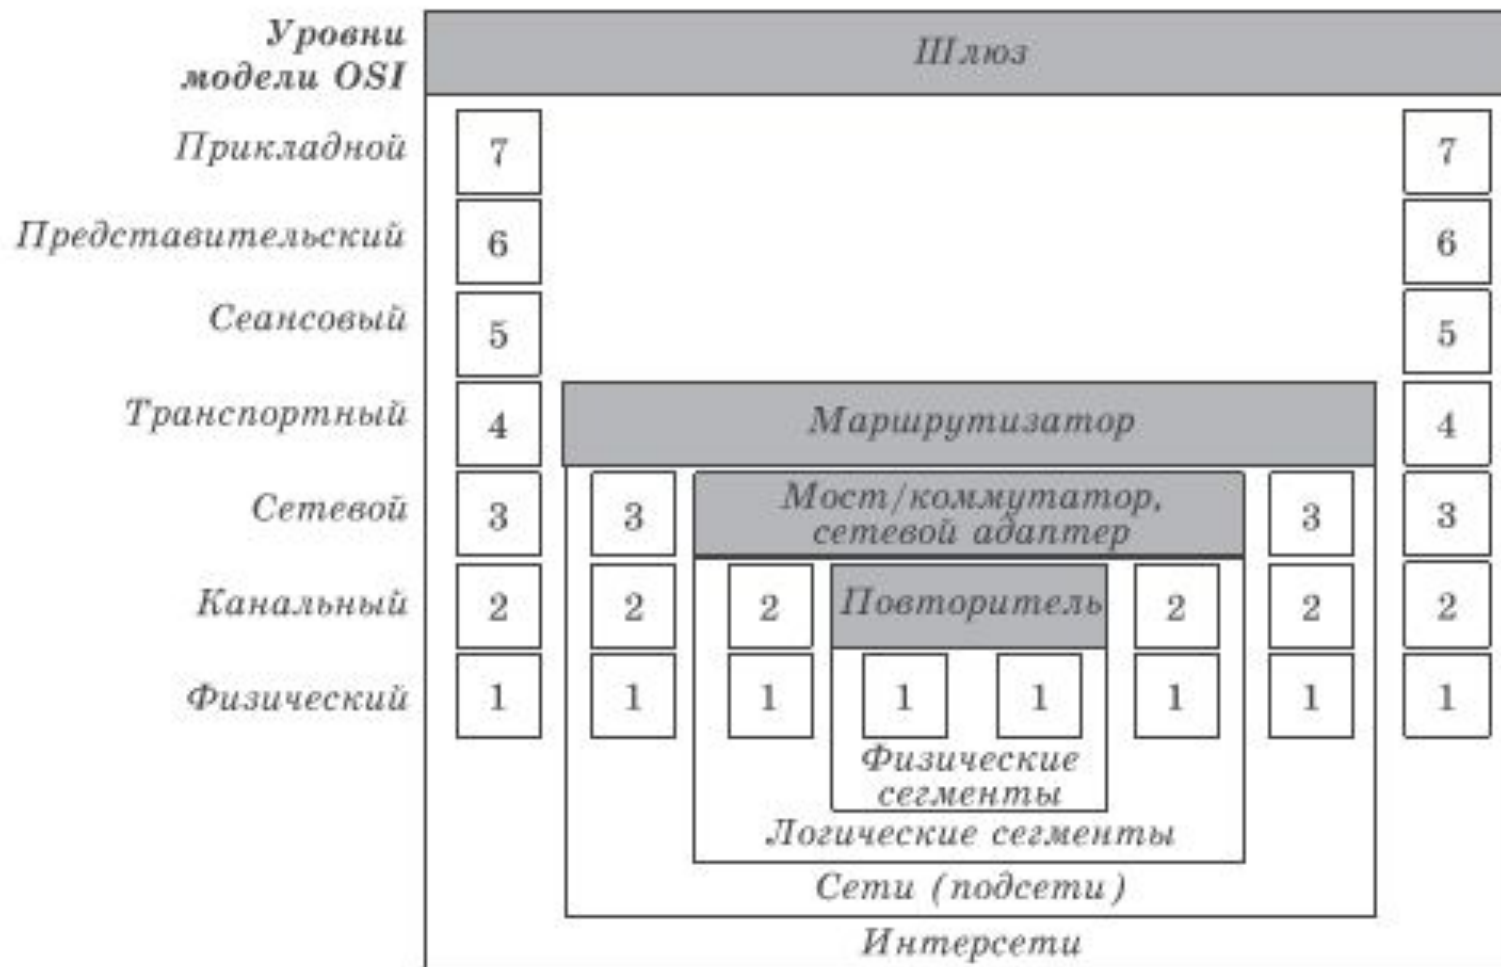 Уровни
модели OSI
Шлюз
Прикладной 7 7
Представительский 6 6
Сеансовый 5 5
Транспортный 4 Маршрутизатор 4
Сетевой 3 3 Мост/коммутатор,
сетевой адаптер 3 3
Канальный 2 2 2 Повторитель 2 2 2
Физический 1 1 1 1 1 1 1 1
Физические
сегменты
Логические сегменты
Сети (подсети)
Интерсети